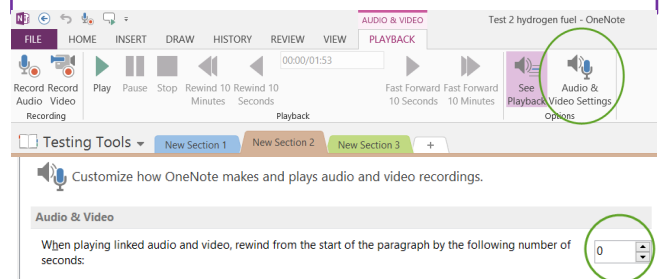 AUDIO & VIDEO
Test 2 hydrogen fuel - OneNote
FILE HOME INSERT DRAW HISTORY REVIEW VIEW PLAYBACK
00:00/01:53
Record Record Play Pause Stop Rewind 10 Rewind 10 Fast Forward Fast Forward See Audio &
Audio Video Minutes Seconds 10 Seconds 10 Minutes Playback Video Settings
Recording Playback Options
Testing Tools New Section 1 New Section 2 New Section 3 +
Customize how OneNote makes and plays audio and video recordings.
Audio & Video
When playing linked audio and video, rewind from the start of the paragraph by the following number of
seconds:
0